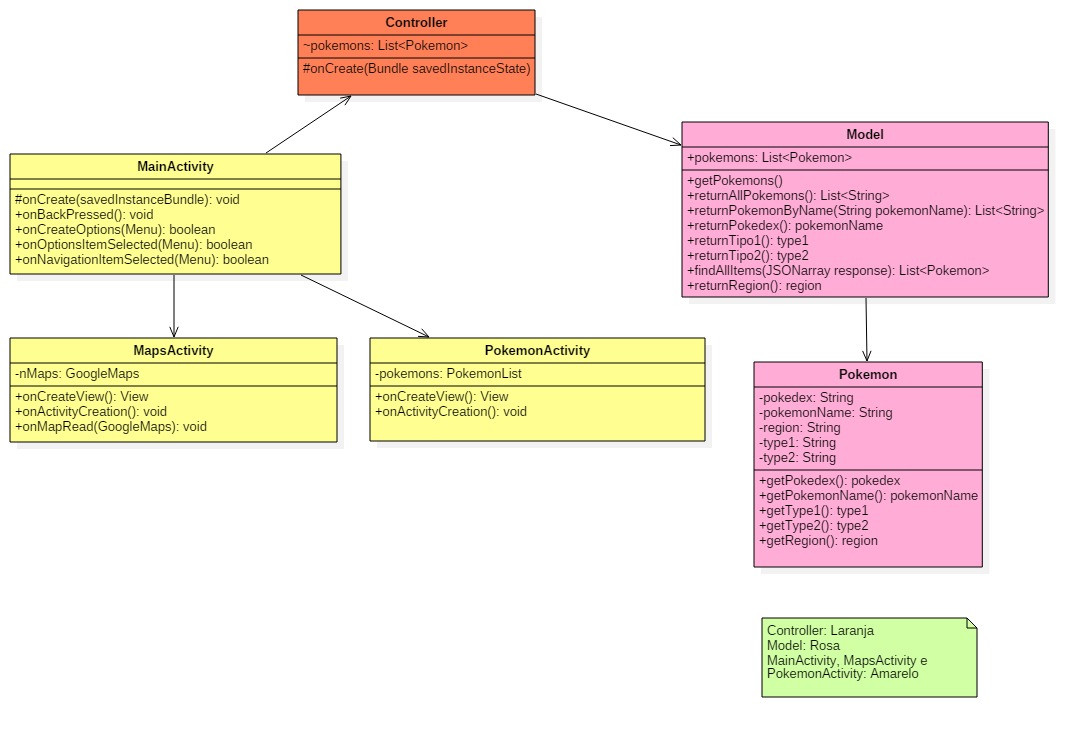 Controller
~pokemons: List<Pokemon>
#onCreate(Bundle savedInstanceState)
Model
+pokemons: List<Pokemon>
+getPokemons()
+returnAllPokemons(): List<String>
+returnPokemonByName(String pokemonName): List<String>
+returnPokedex(): pokemonName
+returnTipo1(): type1
+returnTipo2(): type2
+findAllItems(JSONarray response): List<Pokemon>
+returnRegion(): region
MainActivity
#onCreate(savedInstanceBundle): void
+onBackPressed(): void
+onCreateOptions(Menu): boolean
+onOptionsItemSelected(Menu): boolean
+onNavigationItemSelected(Menu): boolean
MapsActivity
-nMaps: GoogleMaps
+onCreateView(): View
+onActivityCreation(): void
+onMapRead(GoogleMaps): void
PokemonActivity
-pokemons: PokemonList
+onCreateView(): View
+onActivityCreation(): void
Pokemon
-pokedex: String
-pokemonName: String
-region: String
-type1: String
-type2: String
+getPokedex(): pokedex
+getPokemonName(): pokemonName
+getType1(): type1
+getType2(): type2
+getRegion(): region
Controller: Laranja
Model: Rosa
MainActivity, MapsActivity e
PokemonActivity: Amarelo